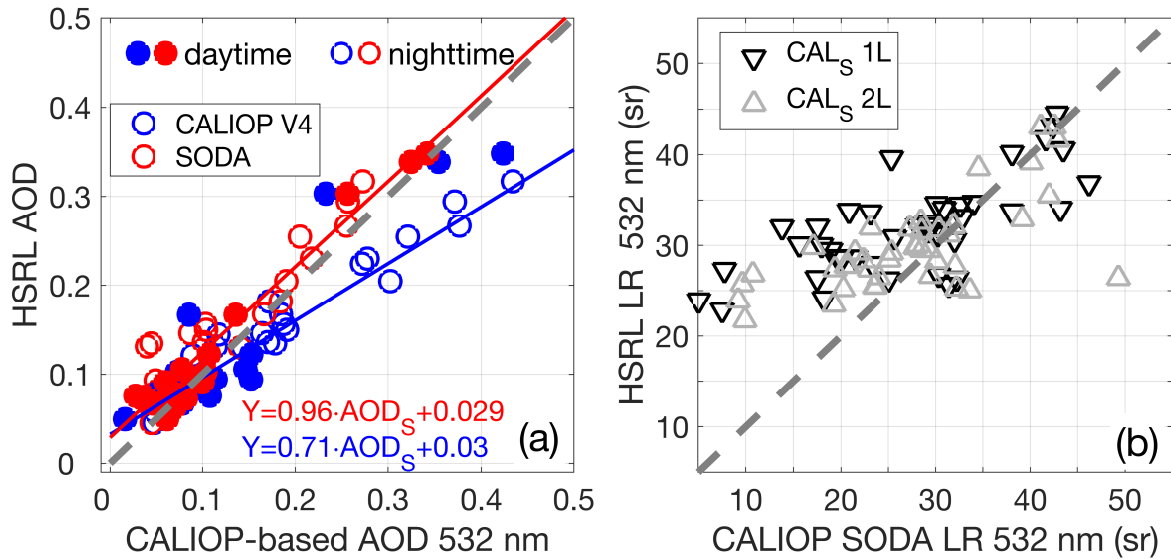 0.5
0.4
0.3
0.2
0.1
0
0
0.1
0.2
0.3
0.4
0.5
HSRL AOD
CALIOP-based AOD 532 nm
daytime
nighttime
CALIOP V4
SODA
Y=0.96·AOD_S+0.029
Y=0.71·AOD_S+0.03
(a)
50
40
30
20
10
10
20
30
40
50
HSRL LR 532 nm (sr)
CALIOP SODA LR 532 nm (sr)
CAL_S 1L
CAL_S 2L
(b)